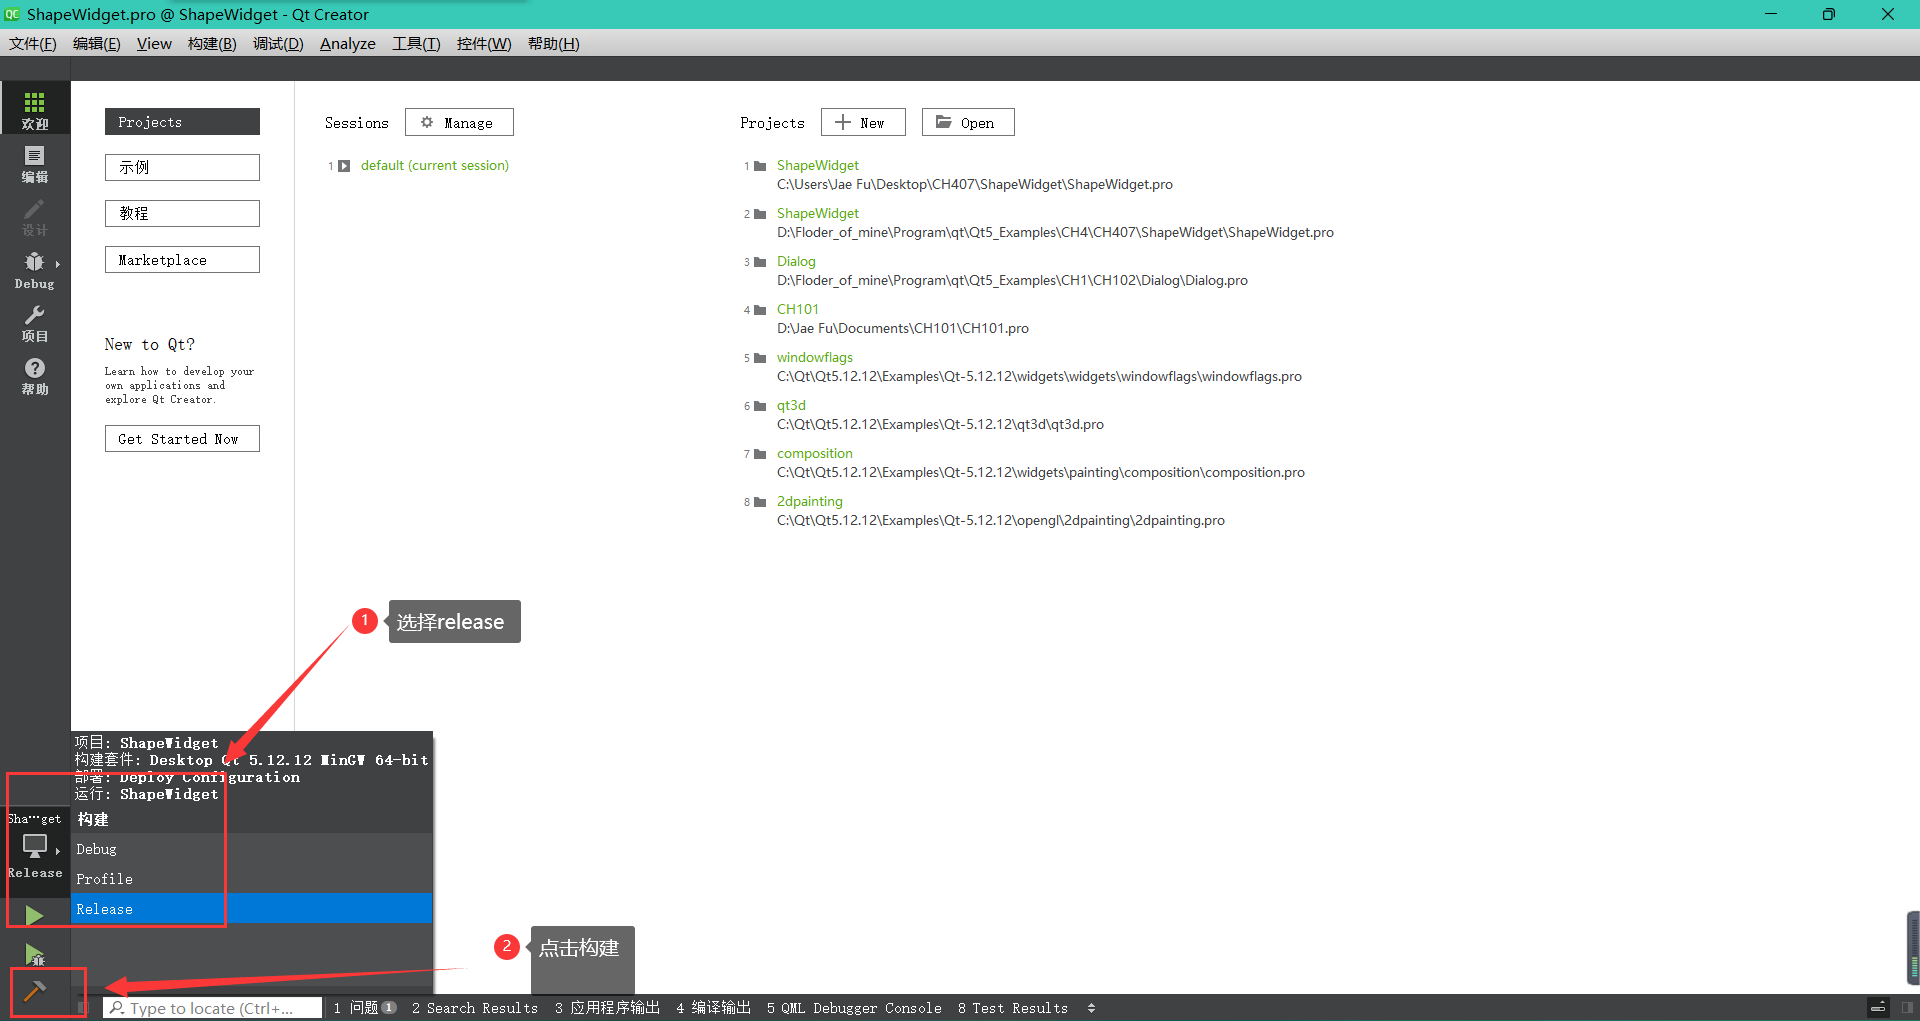 QC ShapeWidget.pro @ ShapeWidget - Qt Creator
文件(F) 编辑(E) View 构建(B) 调试(D) Analyze 工具(T) 控件(W) 帮助(H)
欢迎
编辑
设计
Debug
项目
帮助
Projects
示例
教程
Marketplace
New to Qt?
Learn how to develop your
own applications and
explore Qt Creator.
Get Started Now
Sessions Manage
1 default (current session)
Projects New Open
1 ShapeWidget
C:\Users\Jae Fu\Desktop\CH407\ShapeWidget\ShapeWidget.pro
2 ShapeWidget
D:\Floder_of_mine\Program\qt\Qt5_Examples\CH4\CH407\ShapeWidget\ShapeWidget.pro
3 Dialog
D:\Floder_of_mine\Program\qt\Qt5_Examples\CH1\CH102\Dialog\Dialog.pro
4 CH101
D:\Jae Fu\Documents\CH101\CH101.pro
5 windowflags
C:\Qt\Qt5.12.12\Examples\Qt-5.12.12\widgets\widgets\windowflags\windowflags.pro
6 qt3d
C:\Qt\Qt5.12.12\Examples\Qt-5.12.12\qt3d\qt3d.pro
7 composition
C:\Qt\Qt5.12.12\Examples\Qt-5.12.12\widgets\painting\composition\composition.pro
8 2dpainting
C:\Qt\Qt5.12.12\Examples\Qt-5.12.12\opengl\2dpainting\2dpainting.pro
1 选择release
项目: ShapeWidget
构建套件: Desktop Qt 5.12.12 MinGW 64-bit
部署: Deploy Configuration
运行: ShapeWidget
Sha…get
Release
构建
Debug
Profile
Release
2 点击构建
Type to locate (Ctrl+... 1 问题 1 2 Search Results 3 应用程序输出 4 编译输出 5 QML Debugger Console 8 Test Results